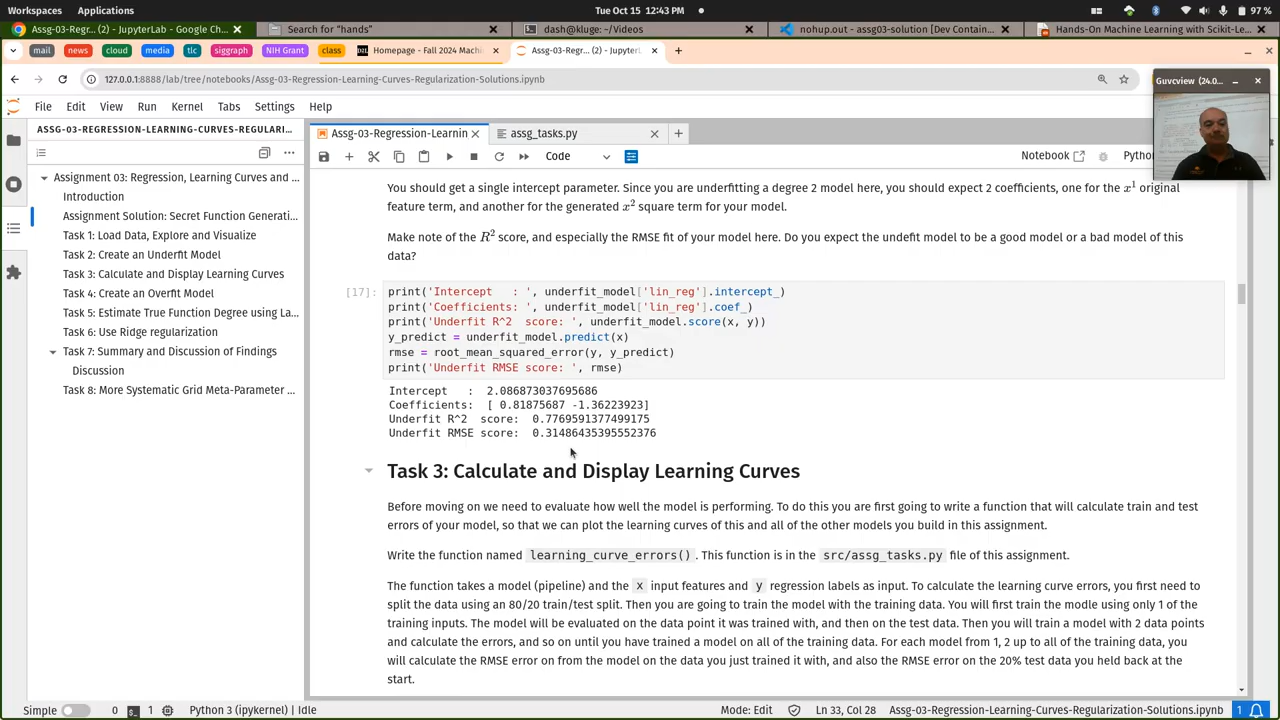 Workspaces Applications Tue Oct 15 12:43 PM 97 %
Assg-03-Regr... (2) - JupyterLab - Google Chrome
Search for "hands"
dash@kluge:~/Videos
nohup.out - assg03-solution [Dev Contain...
Hands-On Machine Learning with Scikit-Le...
mail news cloud media tlc siggraph NIH Grant class Homepage - Fall 2024 Machin Assg-03-Regr... (2) - JupyterL
127.0.0.1:8888/lab/tree/notebooks/Assg-03-Regression-Learning-Curves-Regularization-Solutions.ipynb
Guvcview (24.0...
File Edit View Run Kernel Tabs Settings Help
ASSG-03-REGRESSION-LEARNING-CURVES-REGULARI...
Assg-03-Regression-Learnin
assg_tasks.py
Code
Notebook
Python
Assignment 03: Regression, Learning Curves and ...
Introduction
Assignment Solution: Secret Function Generati...
Task 1: Load Data, Explore and Visualize
Task 2: Create an Underfit Model
Task 3: Calculate and Display Learning Curves
Task 4: Create an Overfit Model
Task 5: Estimate True Function Degree using La...
Task 6: Use Ridge regularization
Task 7: Summary and Discussion of Findings
Discussion
Task 8: More Systematic Grid Meta-Parameter ...
You should get a single intercept parameter. Since you are underfitting a degree 2 model here, you should expect 2 coefficients, one for the x^1 original
feature term, and another for the generated x^2 square term for your model.
Make note of the R^2 score, and especially the RMSE fit of your model here. Do you expect the undefit model to be a good model or a bad model of this
data?
[17]:
print('Intercept   : ', underfit_model['lin_reg'].intercept_)
print('Coefficients: ', underfit_model['lin_reg'].coef_)
print('Underfit R^2  score: ', underfit_model.score(x, y))
y_predict = underfit_model.predict(x)
rmse = root_mean_squared_error(y, y_predict)
print('Underfit RMSE score: ', rmse)
Intercept   :  2.086873037695686
Coefficients:  [ 0.81875687 -1.36223923]
Underfit R^2  score:  0.7769591377499175
Underfit RMSE score:  0.31486435395552376
Task 3: Calculate and Display Learning Curves
Before moving on we need to evaluate how well the model is performing. To do this you are first going to write a function that will calculate train and test
errors of your model, so that we can plot the learning curves of this and all of the other models you build in this assignment.
Write the function named learning_curve_errors(). This function is in the src/assg_tasks.py file of this assignment.
The function takes a model (pipeline) and the x input features and y regression labels as input. To calculate the learning curve errors, you first need to
split the data using an 80/20 train/test split. Then you are going to train the model with the training data. You will first train the modle using only 1 of the
training inputs. The model will be evaluated on the data point it was trained with, and then on the test data. Then you will train a model with 2 data points
and calculate the errors, and so on until you have trained a model on all of the training data. For each model from 1, 2 up to all of the training data, you
will calculate the RMSE error on from the model on the data you just trained it with, and also the RMSE error on the 20% test data you held back at the
start.
Simple 0 1 Python 3 (ipykernel) | Idle Mode: Edit Ln 33, Col 28 Assg-03-Regression-Learning-Curves-Regularization-Solutions.ipynb 1